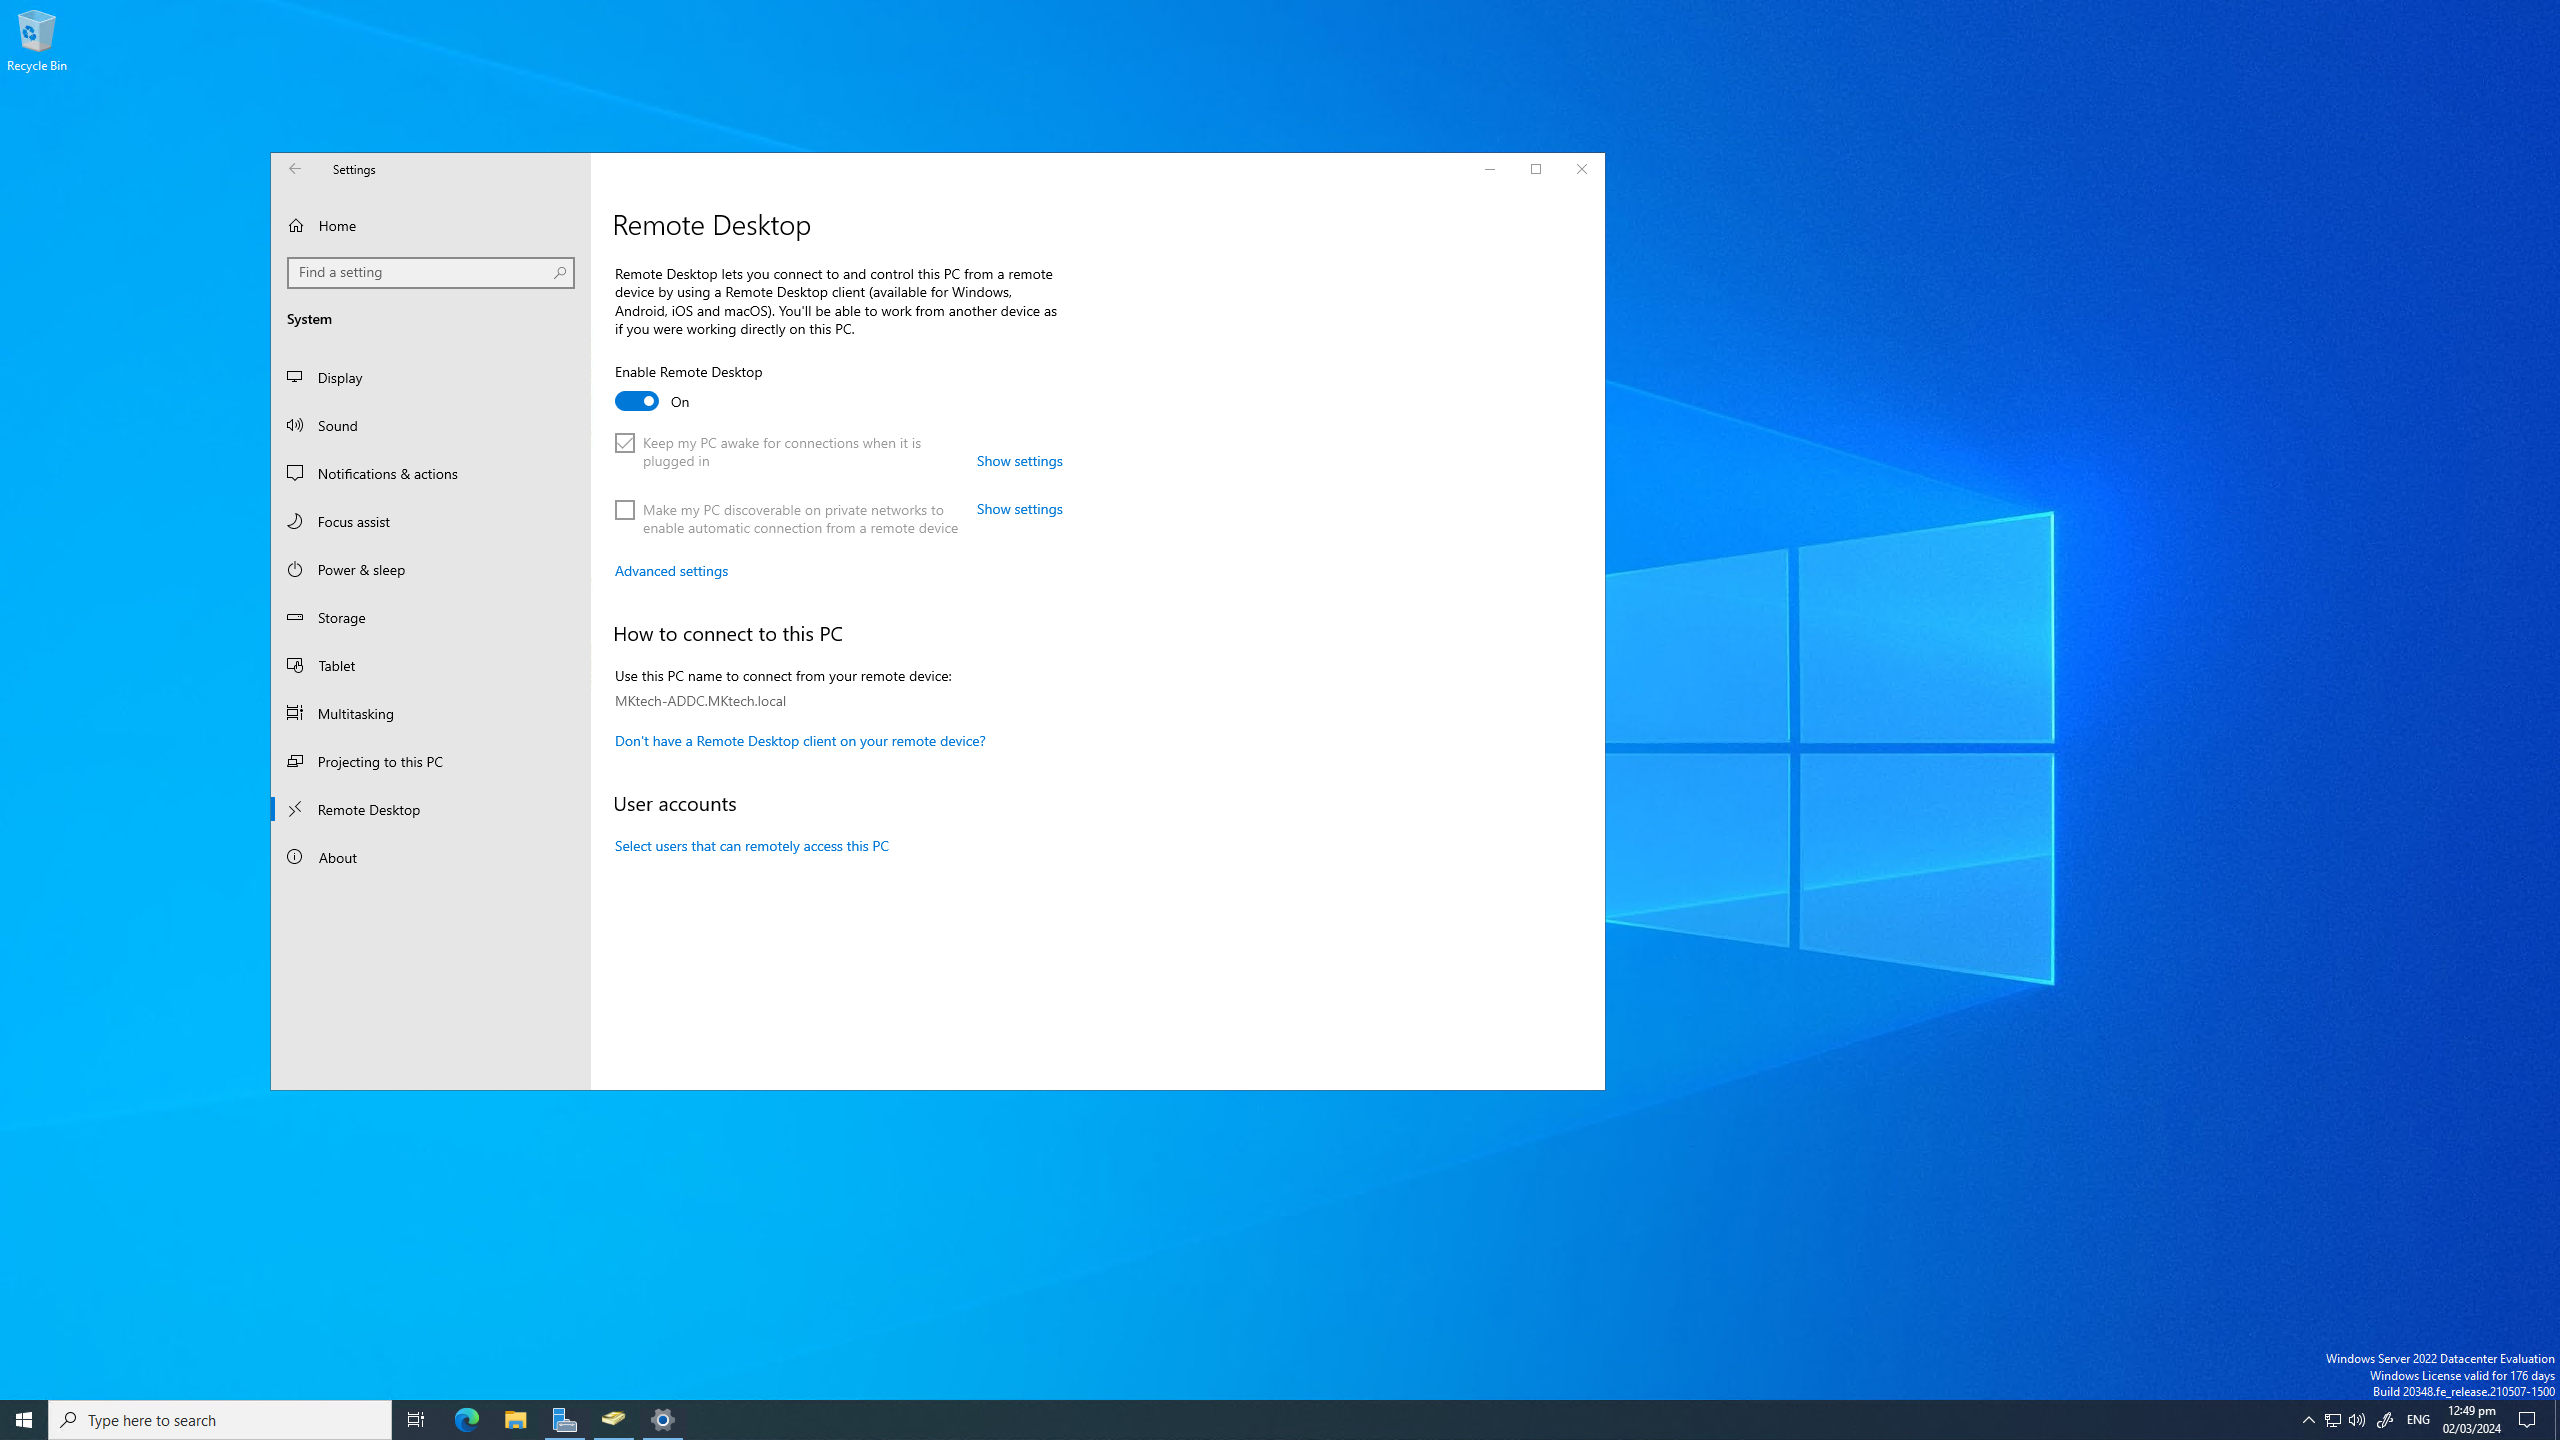 Recycle Bin
Settings
Home
Find a setting
System
Display
Sound
Notifications & actions
Focus assist
Power & sleep
Storage
Tablet
Multitasking
Projecting to this PC
Remote Desktop
About
Remote Desktop
Remote Desktop lets you connect to and control this PC from a remote
device by using a Remote Desktop client (available for Windows,
Android, iOS and macOS). You'll be able to work from another device as
if you were working directly on this PC.
Enable Remote Desktop
On
Keep my PC awake for connections when it is
plugged in
Show settings
Make my PC discoverable on private networks to
enable automatic connection from a remote device
Show settings
Advanced settings
How to connect to this PC
Use this PC name to connect from your remote device:
MKtech-ADDC.MKtech.local
Don't have a Remote Desktop client on your remote device?
User accounts
Select users that can remotely access this PC
Windows Server 2022 Datacenter Evaluation
Windows License valid for 176 days
Build 20348.fe_release.210507-1500
Type here to search
ENG
12:49 pm
02/03/2024